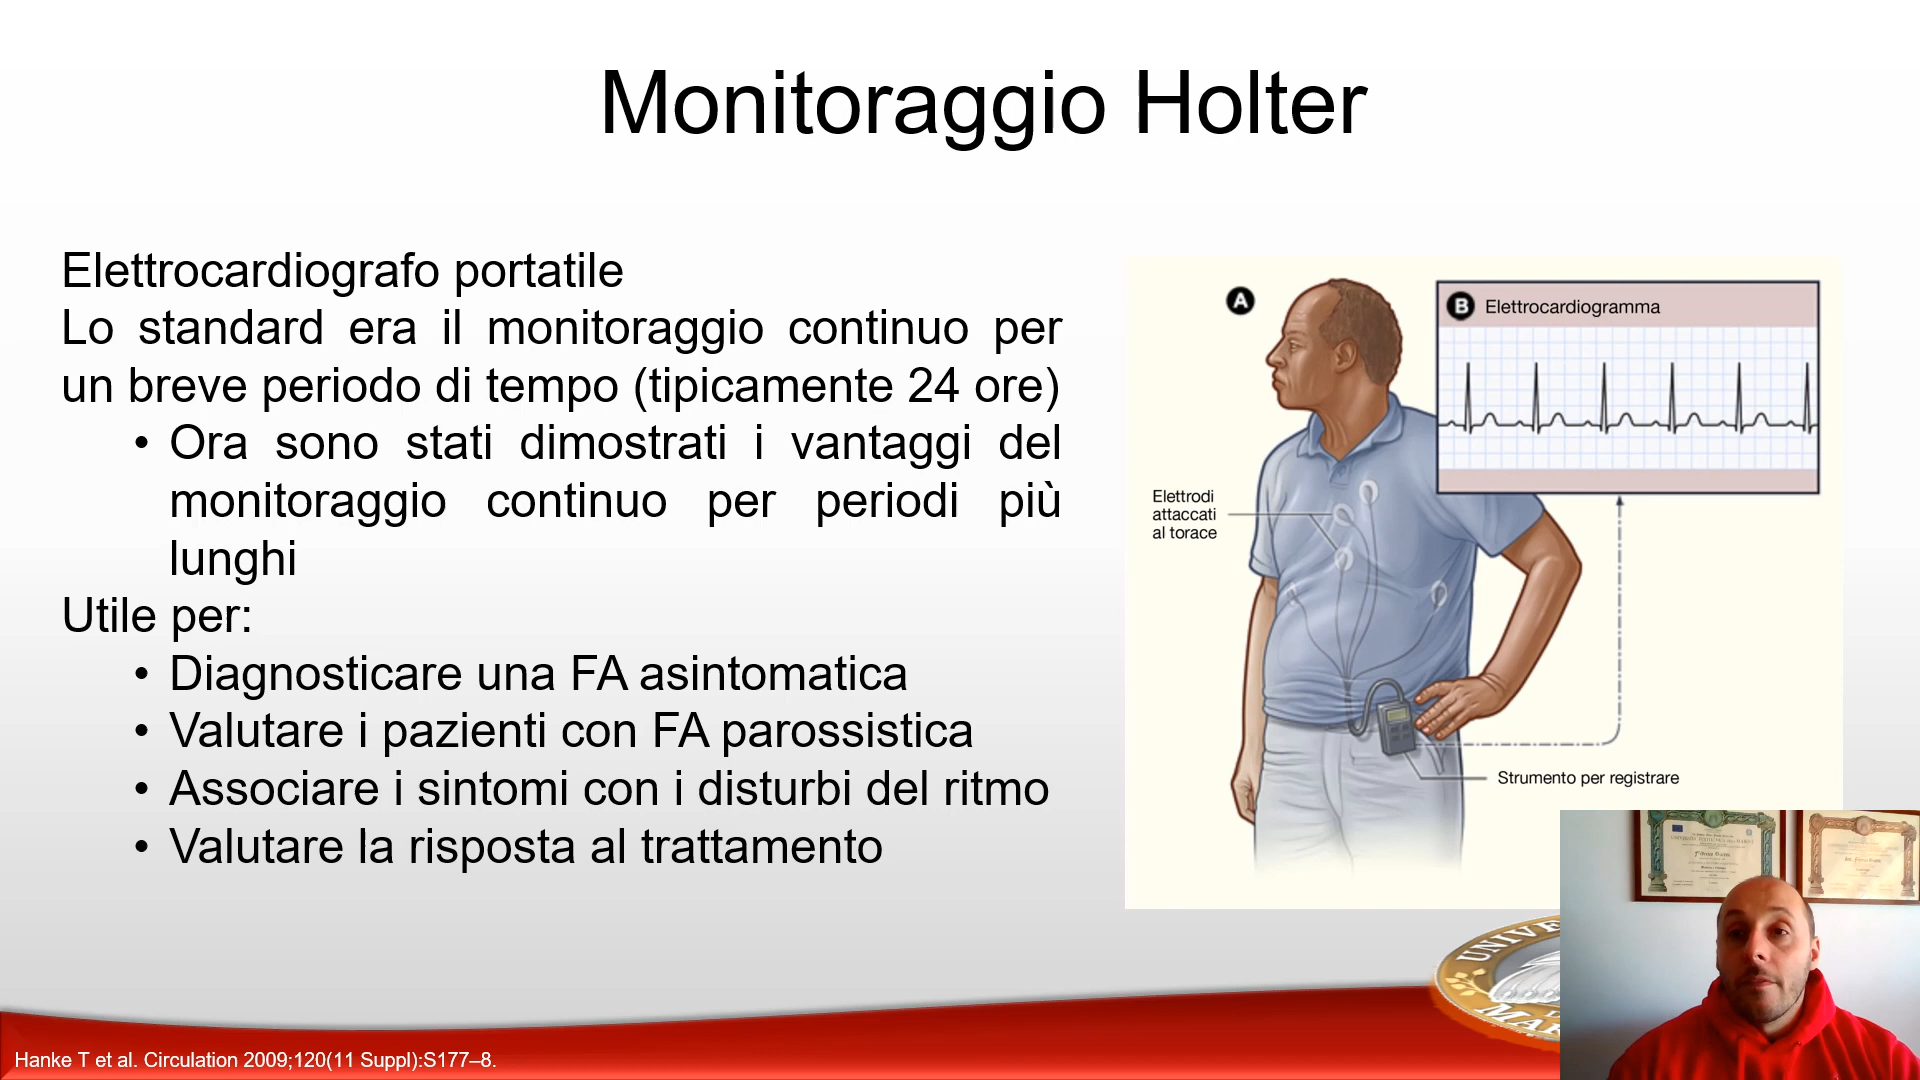 Monitoraggio Holter
Elettrocardiografo portatile
Lo standard era il monitoraggio continuo per
un breve periodo di tempo (tipicamente 24 ore)
• Ora sono stati dimostrati i vantaggi del
monitoraggio continuo per periodi più
lunghi
Utile per:
• Diagnosticare una FA asintomatica
• Valutare i pazienti con FA parossistica
• Associare i sintomi con i disturbi del ritmo
• Valutare la risposta al trattamento
A
B Elettrocardiogramma
Elettrodi
attaccati
al torace
Strumento per registrare
Hanke T et al. Circulation 2009;120(11 Suppl):S177–8.